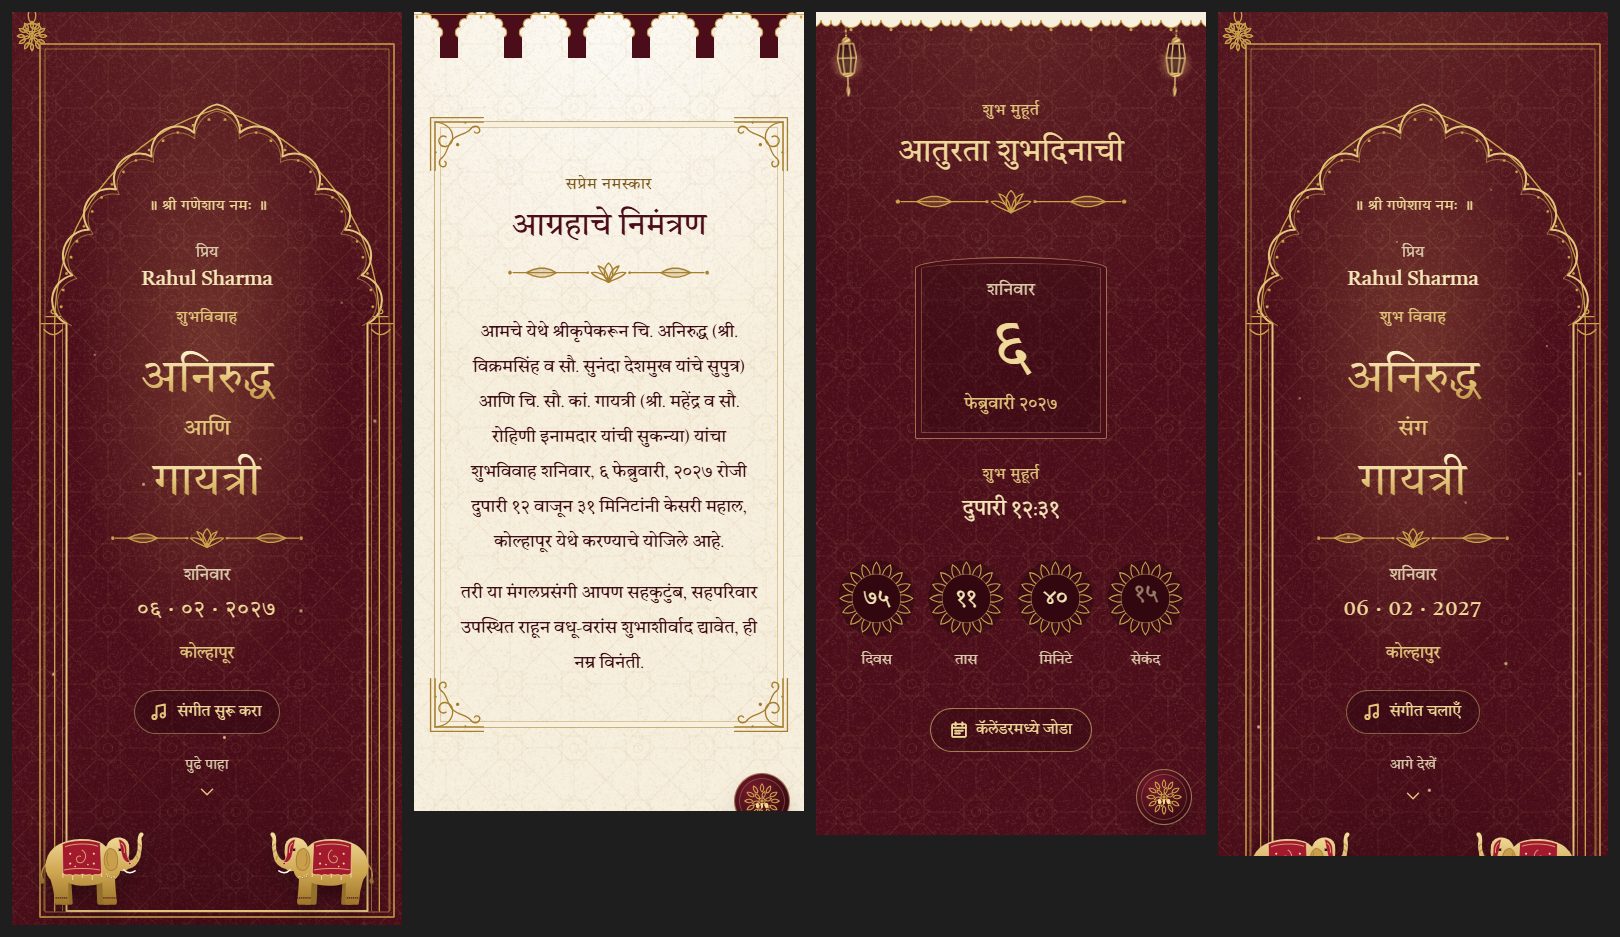 ॥ श्री गणेशाय नमः ॥
प्रिय
Rahul Sharma
शुभविवाह
अनिरुद्ध
आणि
गायत्री
शनिवार
०६ · ०२ · २०२७
कोल्हापूर
संगीत सुरू करा
पुढे पाहा
सप्रेम नमस्कार
आग्रहाचे निमंत्रण
आमचे येथे श्रीकृपेकरून चि. अनिरुद्ध (श्री.
विक्रमसिंह व सौ. सुनंदा देशमुख यांचे सुपुत्र)
आणि चि. सौ. कां. गायत्री (श्री. महेंद्र व सौ.
रोहिणी इनामदार यांची सुकन्या) यांचा
शुभविवाह शनिवार, ६ फेब्रुवारी, २०२७ रोजी
दुपारी १२ वाजून ३१ मिनिटांनी केसरी महाल,
कोल्हापूर येथे करण्याचे योजिले आहे.
तरी या मंगलप्रसंगी आपण सहकुटुंब, सहपरिवार
उपस्थित राहून वधू-वरांस शुभाशीर्वाद द्यावेत, ही
नम्र विनंती.
शुभ मुहूर्त
आतुरता शुभदिनाची
शनिवार
६
फेब्रुवारी २०२७
शुभ मुहूर्त
दुपारी १२:३१
७५ ११ ४० १५
दिवस तास मिनिटे सेकंद
कॅलेंडरमध्ये जोडा
॥ श्री गणेशाय नमः ॥
प्रिय
Rahul Sharma
शुभ विवाह
अनिरुद्ध
संग
गायत्री
शनिवार
06 · 02 · 2027
कोल्हापुर
संगीत चलाएँ
आगे देखें